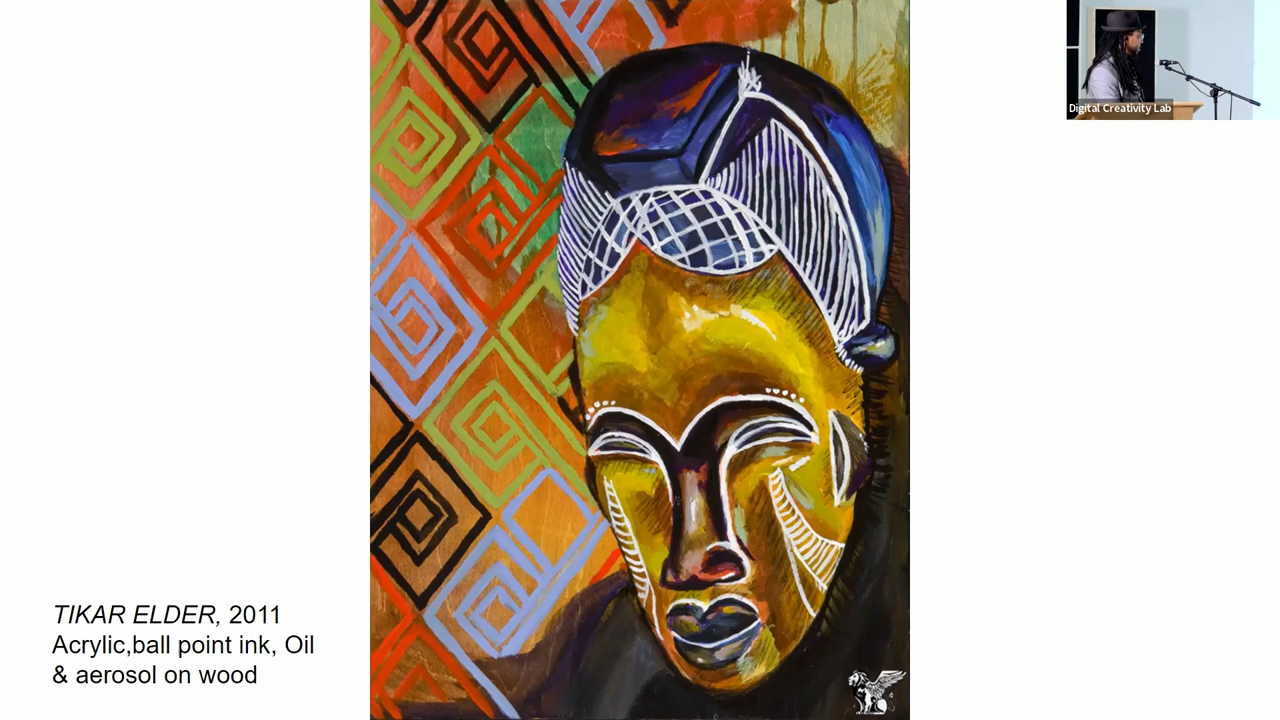 Digital Creativity Lab
TIKAR ELDER, 2011
Acrylic,ball point ink, Oil
& aerosol on wood